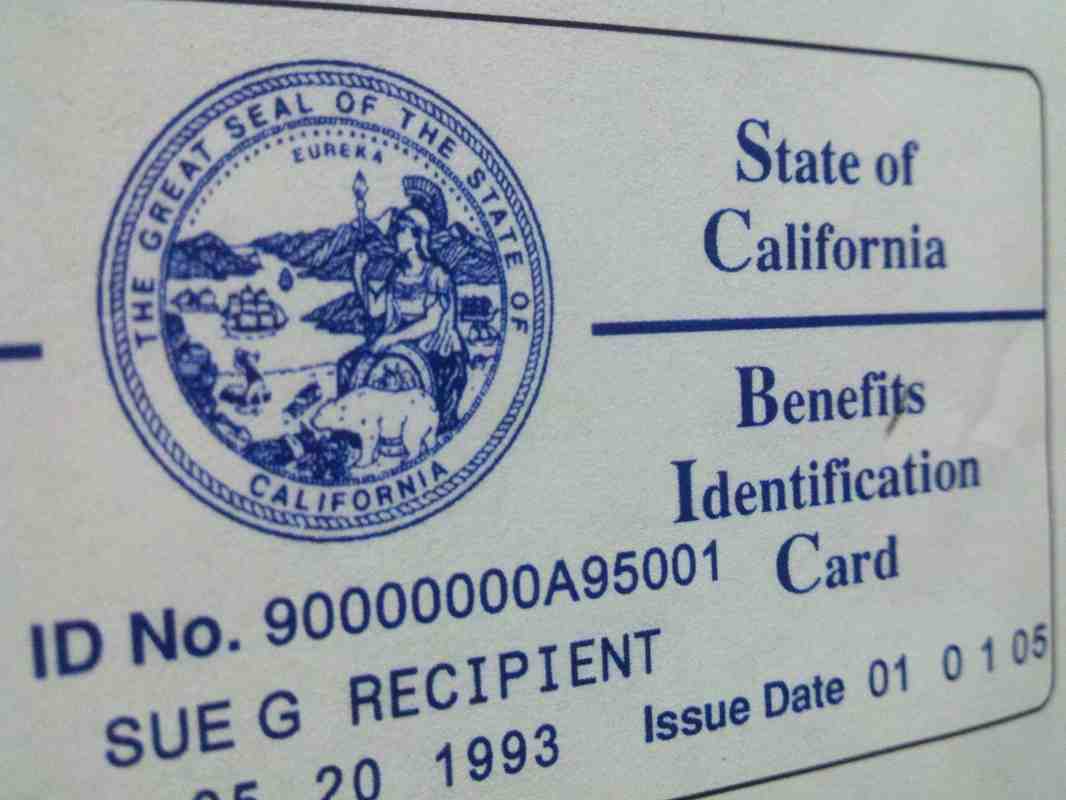 THE GREAT SEAL OF THE STATE OF CALIFORNIA
EUREKA
State of
California
Benefits
Identification
Card
ID No. 90000000A95001
SUE G RECIPIENT
05 20 1993
Issue Date 01 01 05